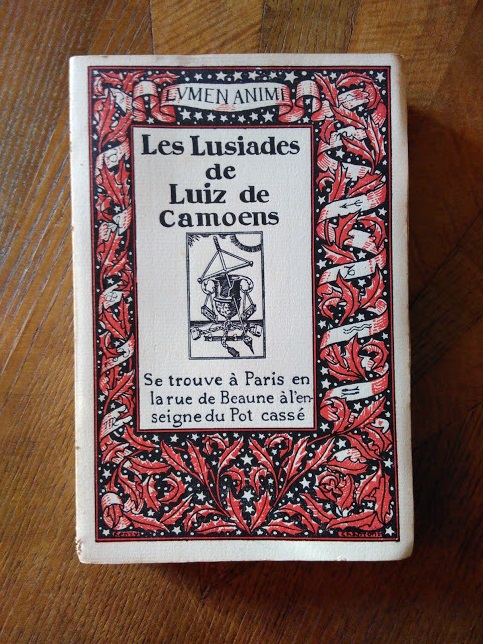 LVMEN ANIMI
Les Lusiades
de
Luiz de
Camoens
Se trouve à Paris en
la rue de Beaune à l'en-
seigne du Pot cassé